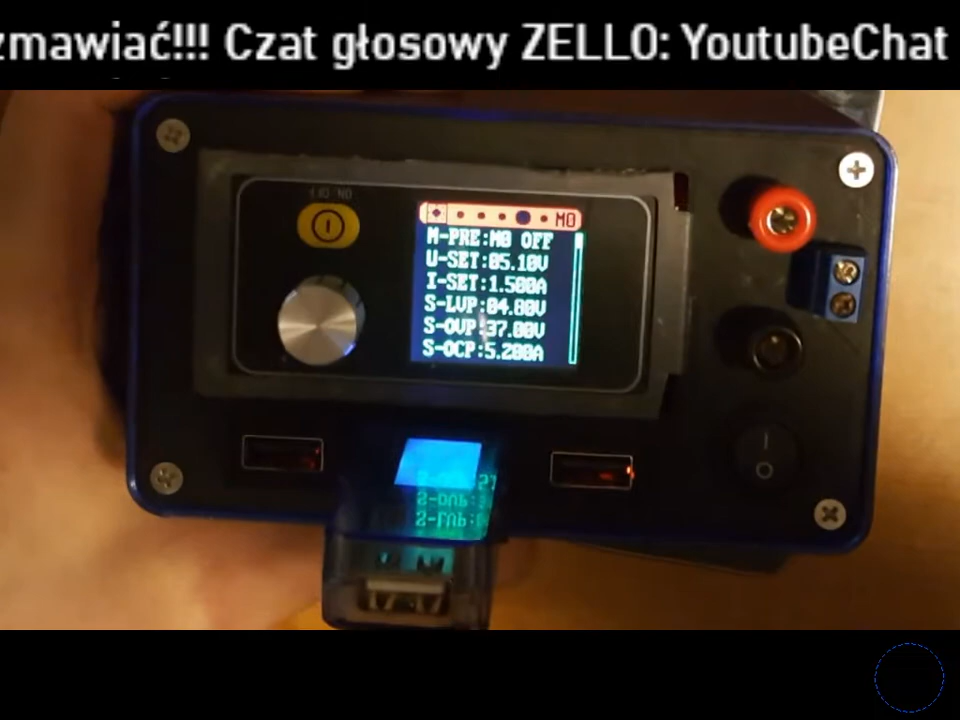 zmawiać!!! Czat głosowy ZELLO: YoutubeChat
M0
M-PRE:M0 OFF
U-SET:05.10V
I-SET:1.500A
S-LVP:04.80V
S-OVP:37.00V
S-OCP:5.200A